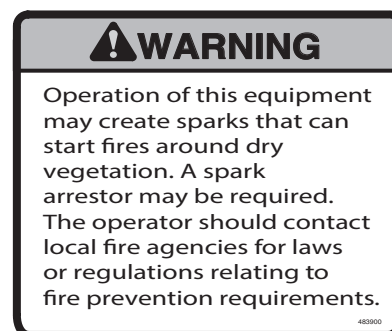 WARNING
Operation of this equipment
may create sparks that can
start fires around dry
vegetation. A spark
arrestor may be required.
The operator should contact
local fire agencies for laws
or regulations relating to
fire prevention requirements.
483900